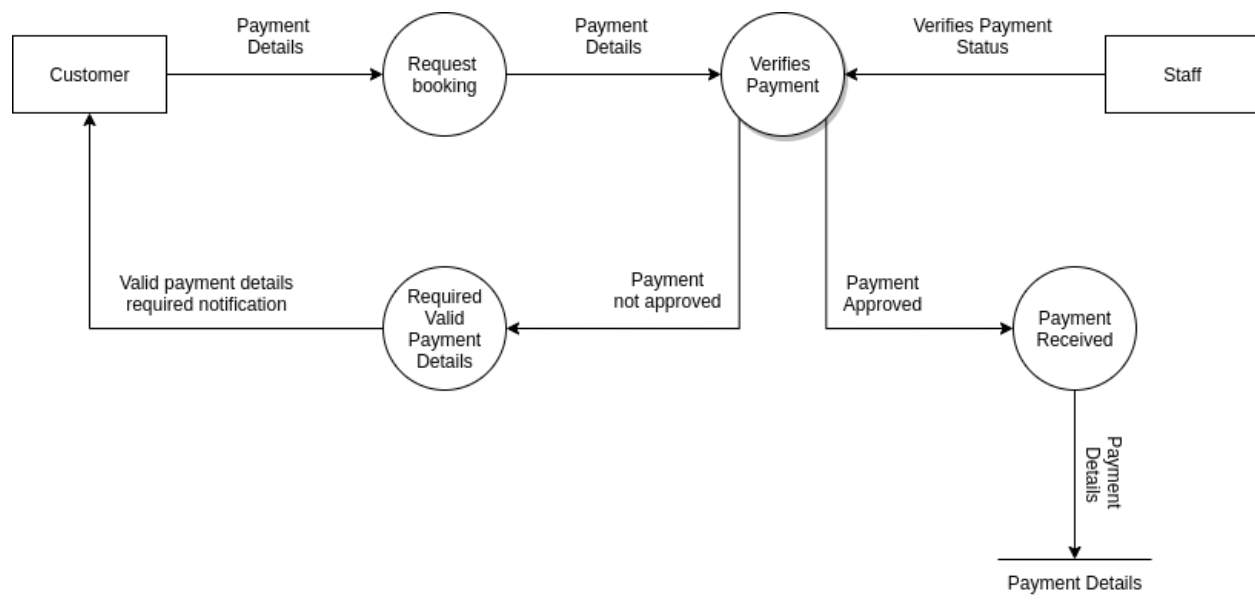 Payment
Details
Payment
Details
Verifies Payment
Status
Customer
Request
booking
Verifies
Payment
Staff
Valid payment details
required notification
Required
Valid
Payment
Details
Payment
not approved
Payment
Approved
Payment
Received
Payment
Details
Payment Details